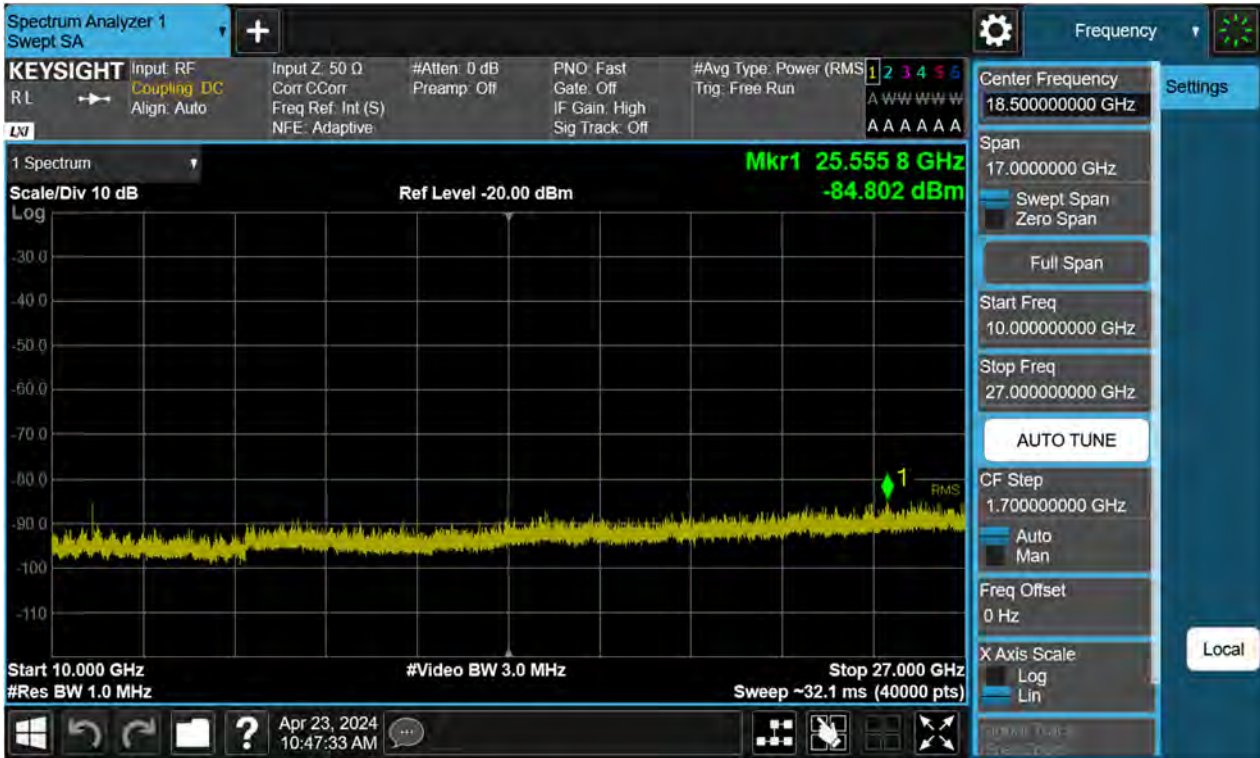 Spectrum Analyzer 1
Swept SA
+
Frequency
KEYSIGHT
RL
LXI
Input: RF
Coupling: DC
Align: Auto
Input Z: 50 Ω
Corr CCorr
Freq Ref: Int (S)
NFE: Adaptive
#Atten: 0 dB
Preamp: Off
PNO: Fast
Gate: Off
IF Gain: High
Sig Track: Off
#Avg Type: Power (RMS
Trig: Free Run
1 2 3 4 5 6
A W W W W W
A A A A A A
1 Spectrum
Scale/Div 10 dB
Ref Level -20.00 dBm
Mkr1 25.555 8 GHz
-84.802 dBm
Log
-30.0
-40.0
-50.0
-60.0
-70.0
-80.0
-90.0
-100
-110
1
RMS
Start 10.000 GHz
#Res BW 1.0 MHz
#Video BW 3.0 MHz
Stop 27.000 GHz
Sweep ~32.1 ms (40000 pts)
Center Frequency
18.500000000 GHz
Span
17.0000000 GHz
Swept Span
Zero Span
Full Span
Start Freq
10.000000000 GHz
Stop Freq
27.000000000 GHz
AUTO TUNE
CF Step
1.700000000 GHz
Auto
Man
Freq Offset
0 Hz
X Axis Scale
Log
Lin
Settings
Local
?
Apr 23, 2024
10:47:33 AM